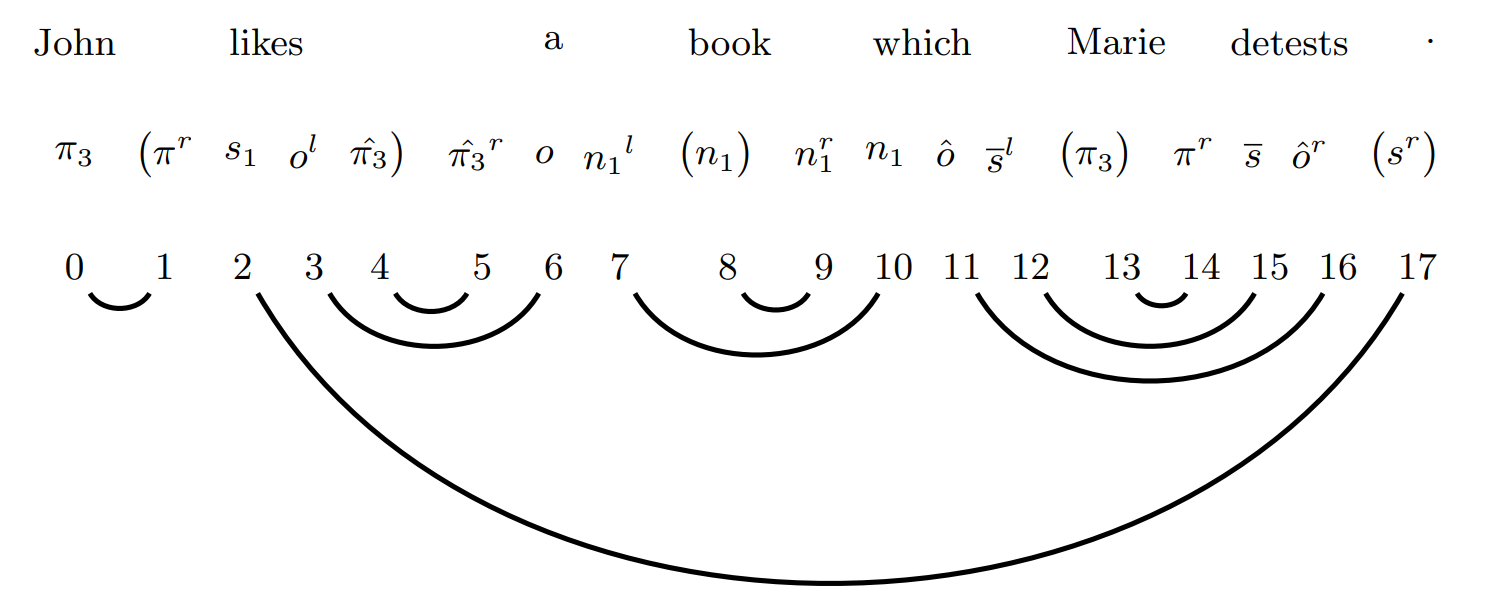 John likes a book which Marie detests .
π₃ (πʳ s₁ oˡ π̂₃) π̂₃ʳ o n₁ˡ (n₁) n₁ʳ n₁ ô s̅ˡ (π₃) πʳ s̅ ôʳ (sʳ)
0 1 2 3 4 5 6 7 8 9 10 11 12 13 14 15 16 17